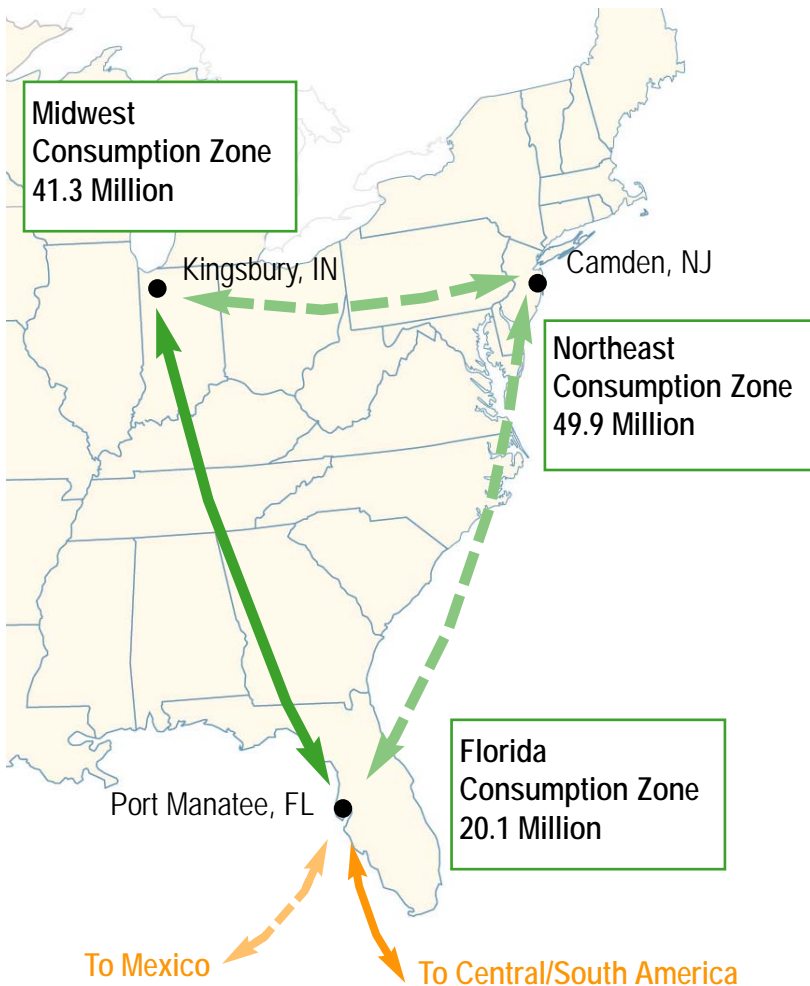 Midwest
Consumption Zone
41.3 Million
Kingsbury, IN
Camden, NJ
Northeast
Consumption Zone
49.9 Million
Florida
Consumption Zone
20.1 Million
Port Manatee, FL
To Mexico
To Central/South America